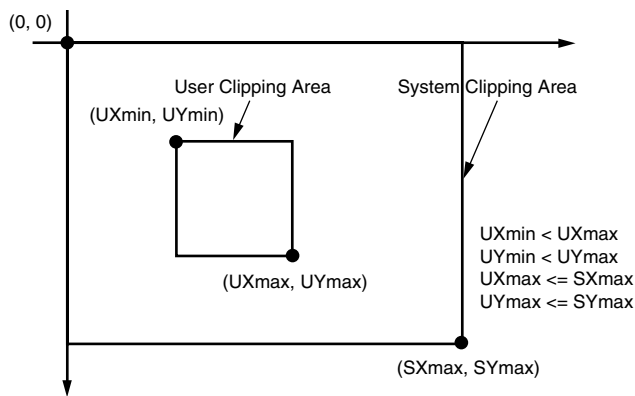 (0, 0)
User Clipping Area
System Clipping Area
(UXmin, UYmin)
UXmin < UXmax
UYmin < UYmax
UXmax <= SXmax
UYmax <= SYmax
(UXmax, UYmax)
(SXmax, SYmax)